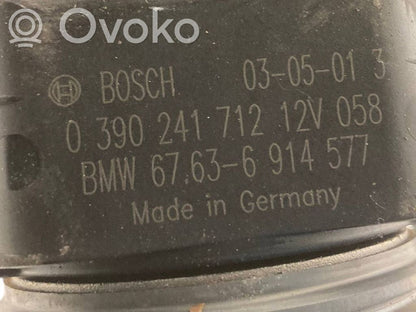 Ovoko
BOSCH 03-05-01 3
0 390 241 712 12V 058
BMW 67.63-6 914 577
Made in Germany